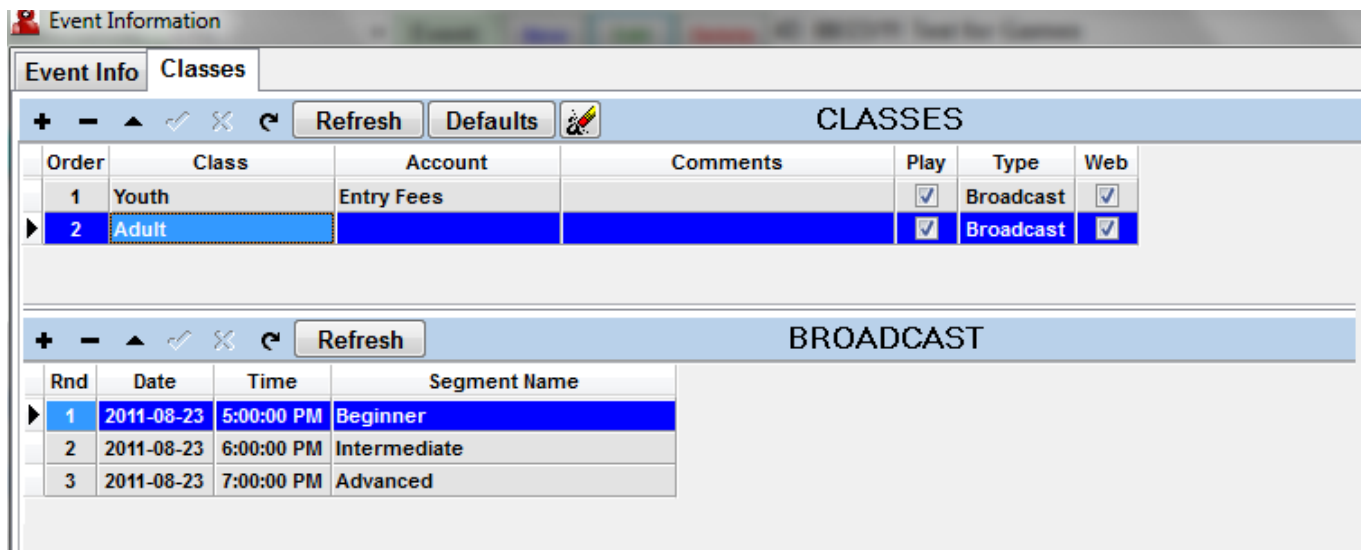 Event Information
Event Info Classes
Refresh Defaults CLASSES
Order Class Account Comments Play Type Web
1 Youth Entry Fees Broadcast
2 Adult Broadcast
Refresh BROADCAST
Rnd Date Time Segment Name
1 2011-08-23 5:00:00 PM Beginner
2 2011-08-23 6:00:00 PM Intermediate
3 2011-08-23 7:00:00 PM Advanced